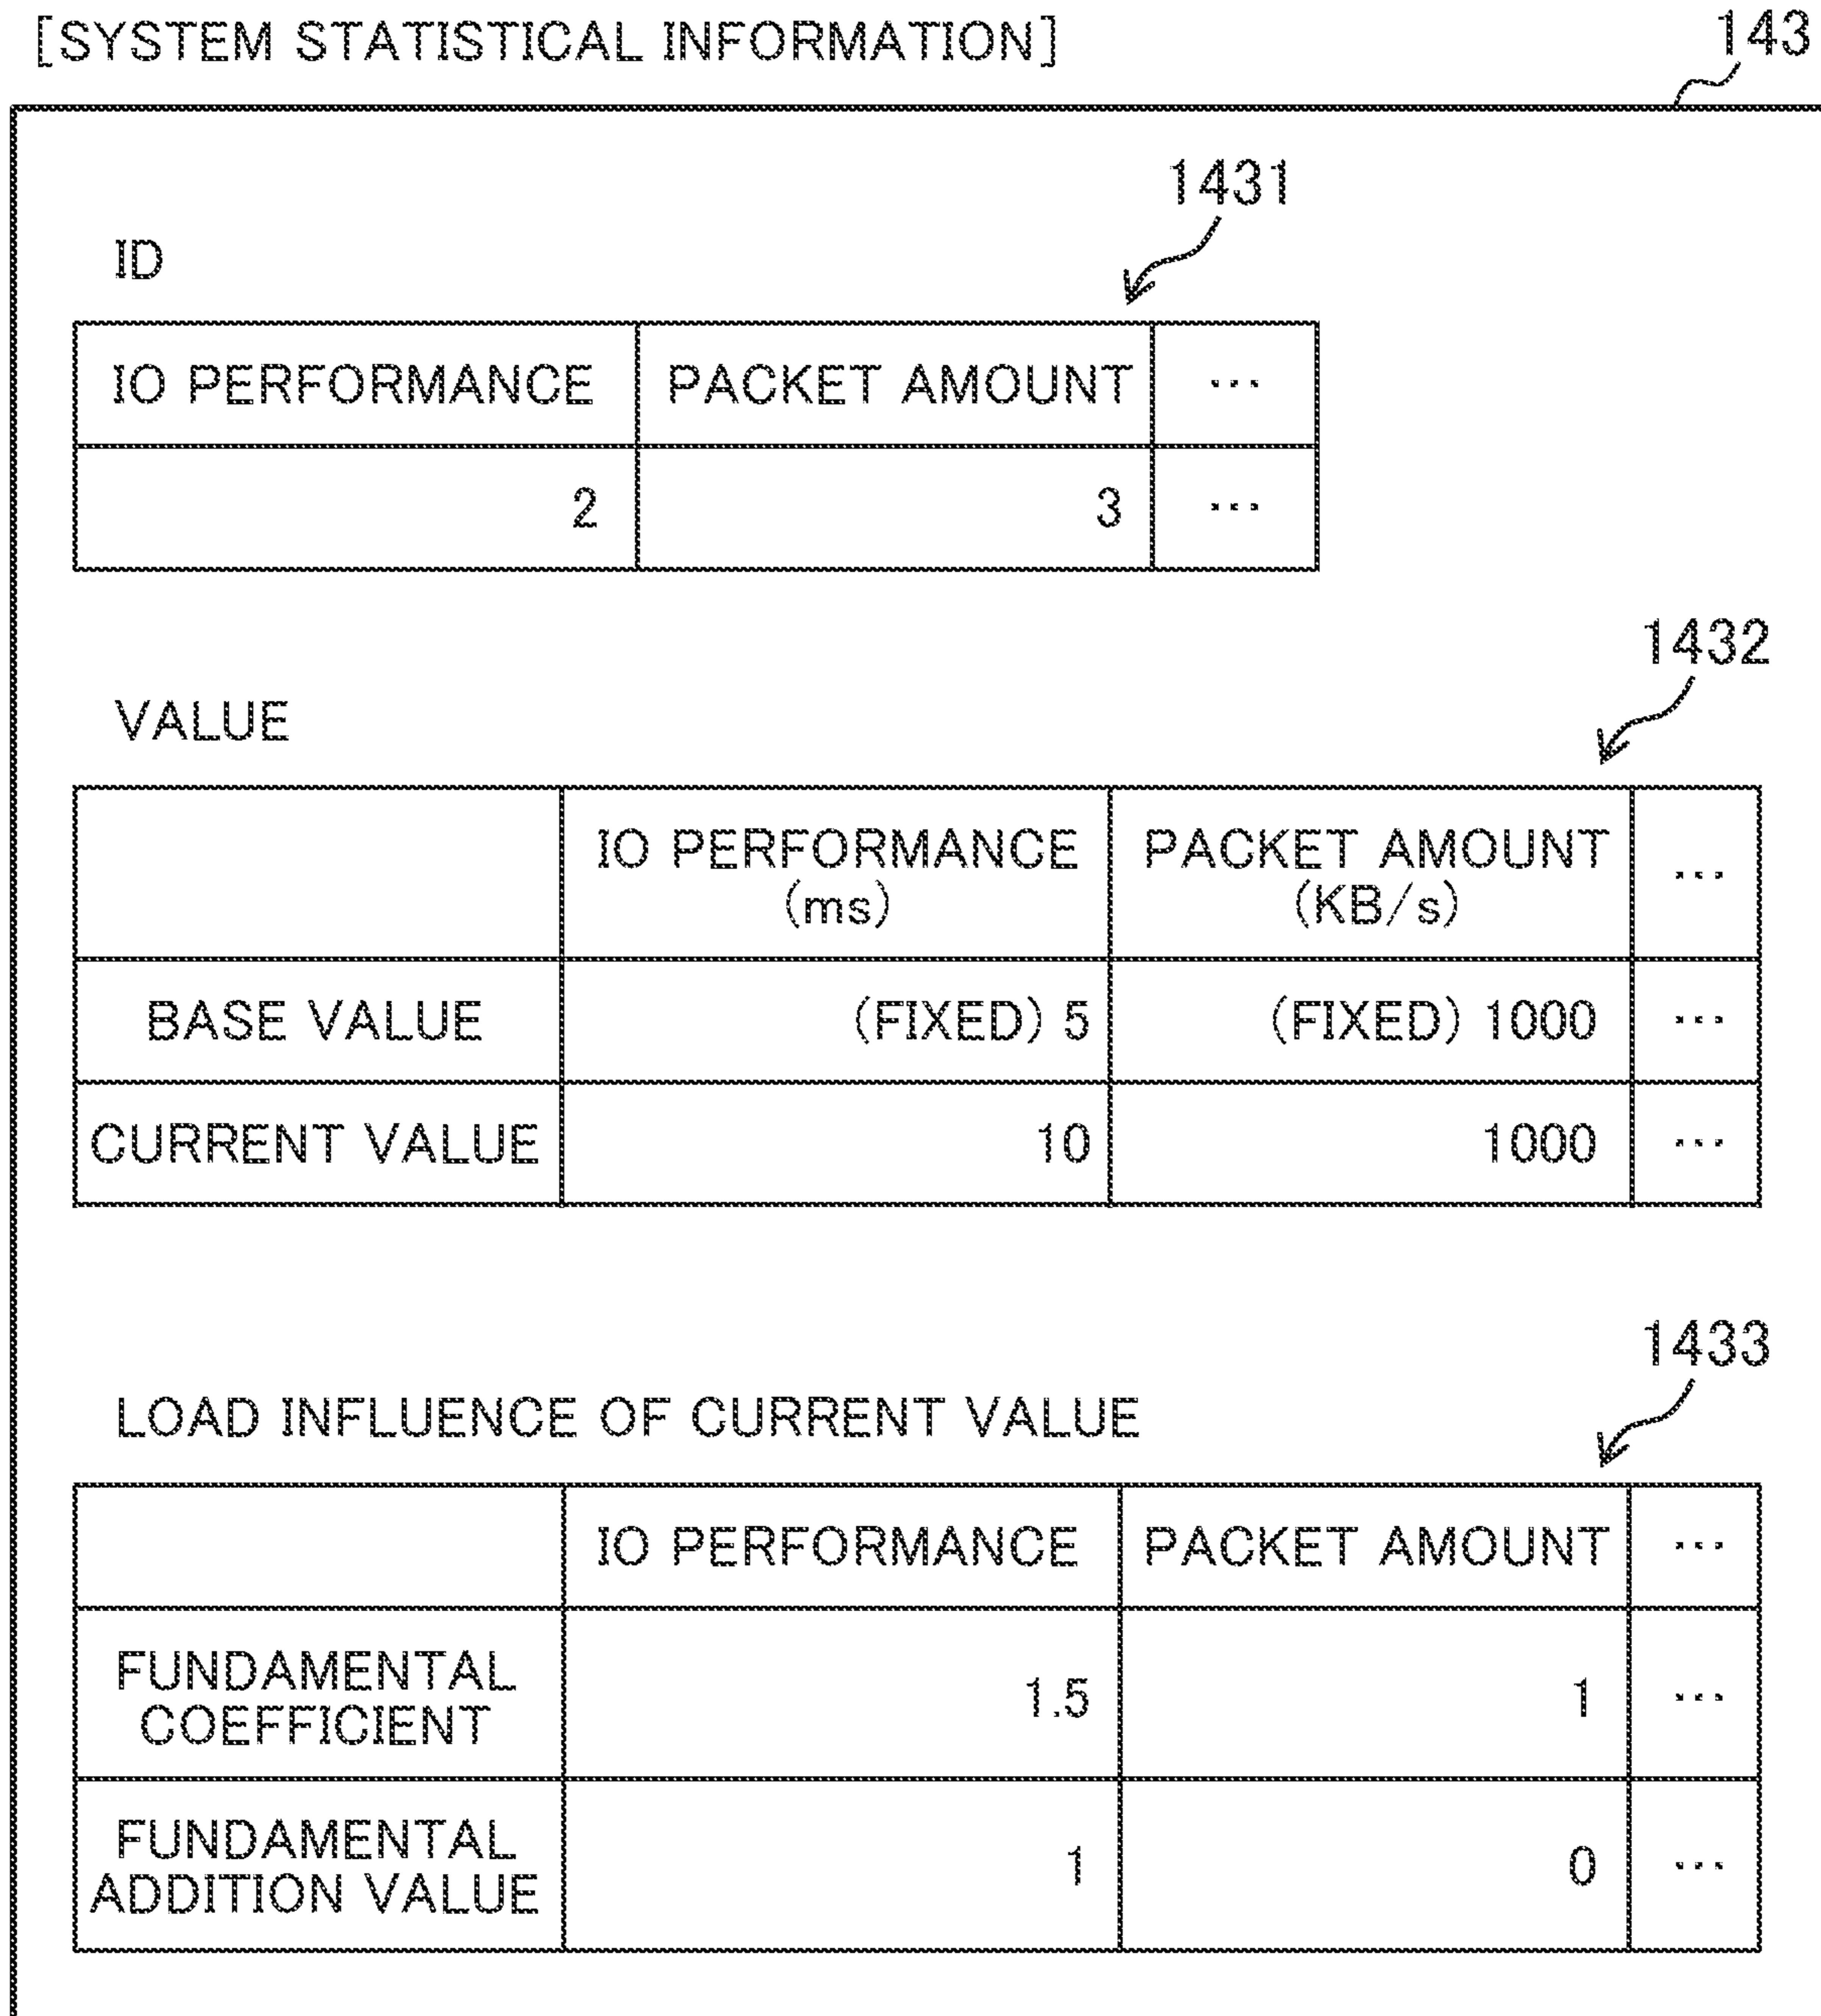 [SYSTEM STATISTICAL INFORMATION]
143
1431
ID
IO PERFORMANCE PACKET AMOUNT ...
2 3 ...
1432
VALUE
IO PERFORMANCE (ms) PACKET AMOUNT (KB/s) ...
BASE VALUE (FIXED) 5 (FIXED) 1000 ...
CURRENT VALUE 10 1000 ...
1433
LOAD INFLUENCE OF CURRENT VALUE
IO PERFORMANCE PACKET AMOUNT ...
FUNDAMENTAL
COEFFICIENT 1.5 1 ...
FUNDAMENTAL
ADDITION VALUE 1 0 ...